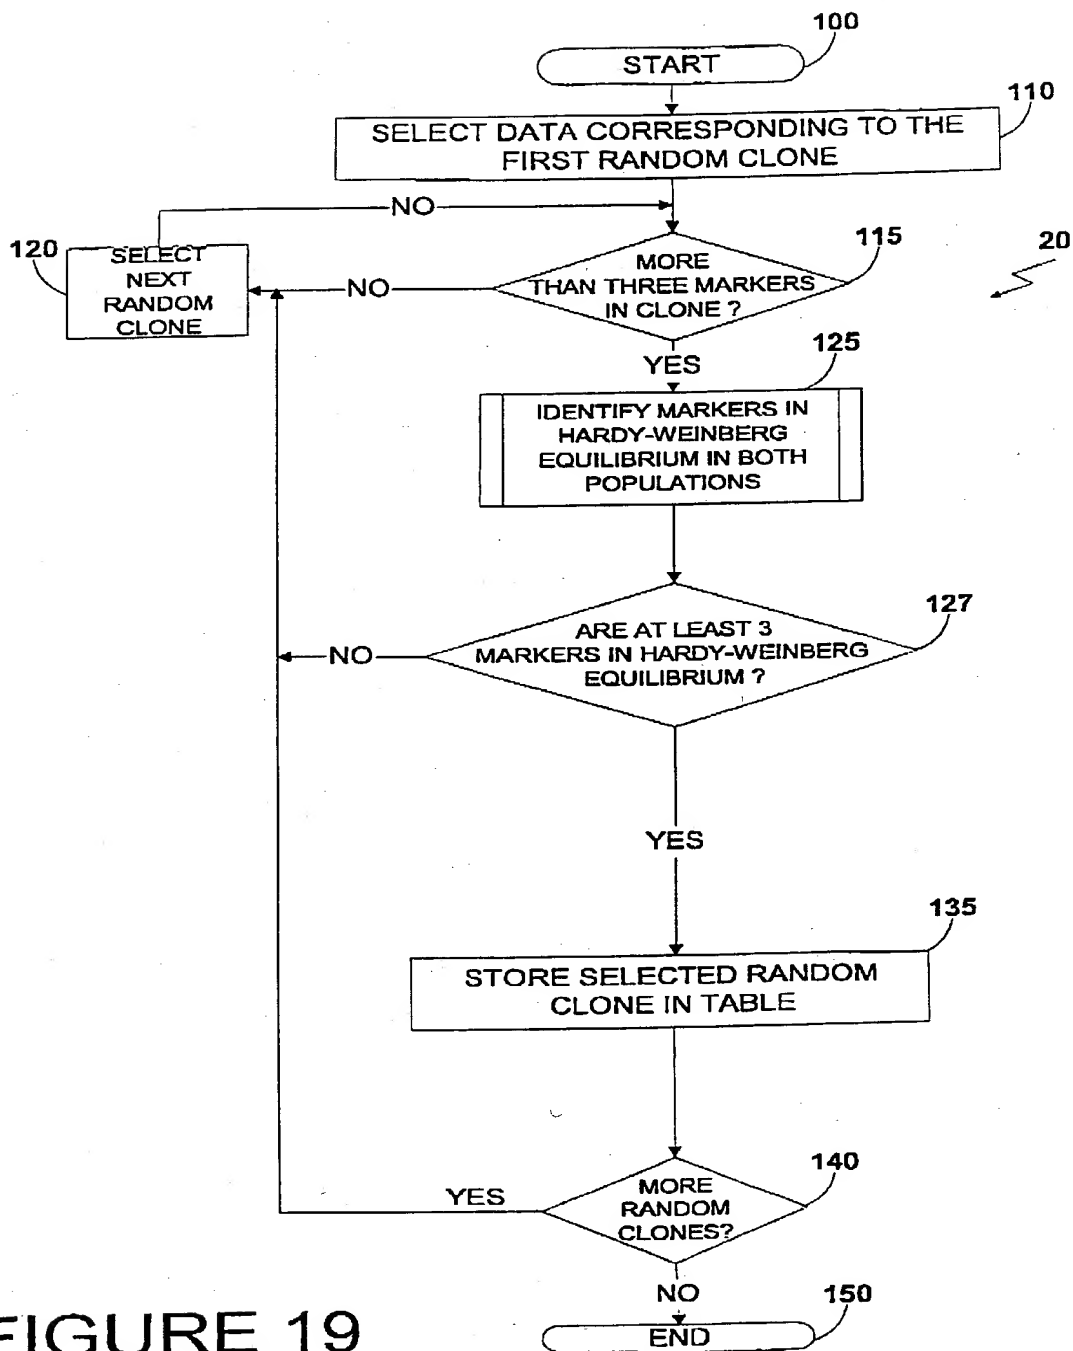 100
START
110
SELECT DATA CORRESPONDING TO THE
FIRST RANDOM CLONE
NO
120
SELECT
NEXT
RANDOM
CLONE
115
MORE
THAN THREE MARKERS
IN CLONE ?
NO
20
YES
125
IDENTIFY MARKERS IN
HARDY-WEINBERG
EQUILIBRIUM IN BOTH
POPULATIONS
127
ARE AT LEAST 3
MARKERS IN HARDY-WEINBERG
EQUILIBRIUM ?
NO
YES
135
STORE SELECTED RANDOM
CLONE IN TABLE
140
MORE
RANDOM
CLONES?
YES
NO
150
END
FIGURE 19